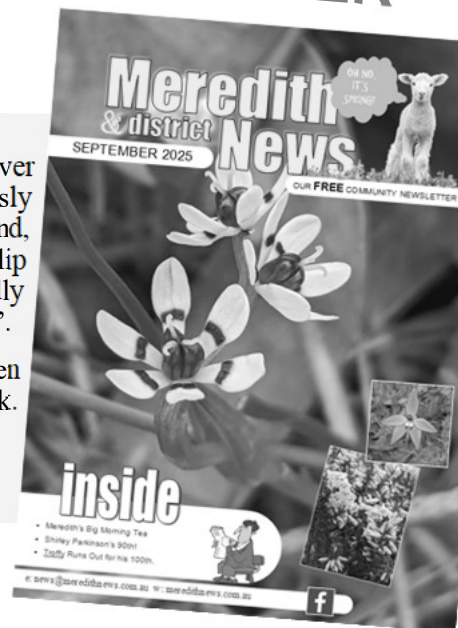 ver
sly
nd,
lip
lly
’.
en
k.
Meredith
& district
News
OH NO,
IT'S
SPRING!
SEPTEMBER 2025
OUR FREE COMMUNITY NEWSLETTER
inside
• Meredith's Big Morning Tea
• Shirley Parkinson's 90th!
• Troffy Runs Out for his 100th.
e: news@meredithnews.com.au w: meredithnews.com.au
f